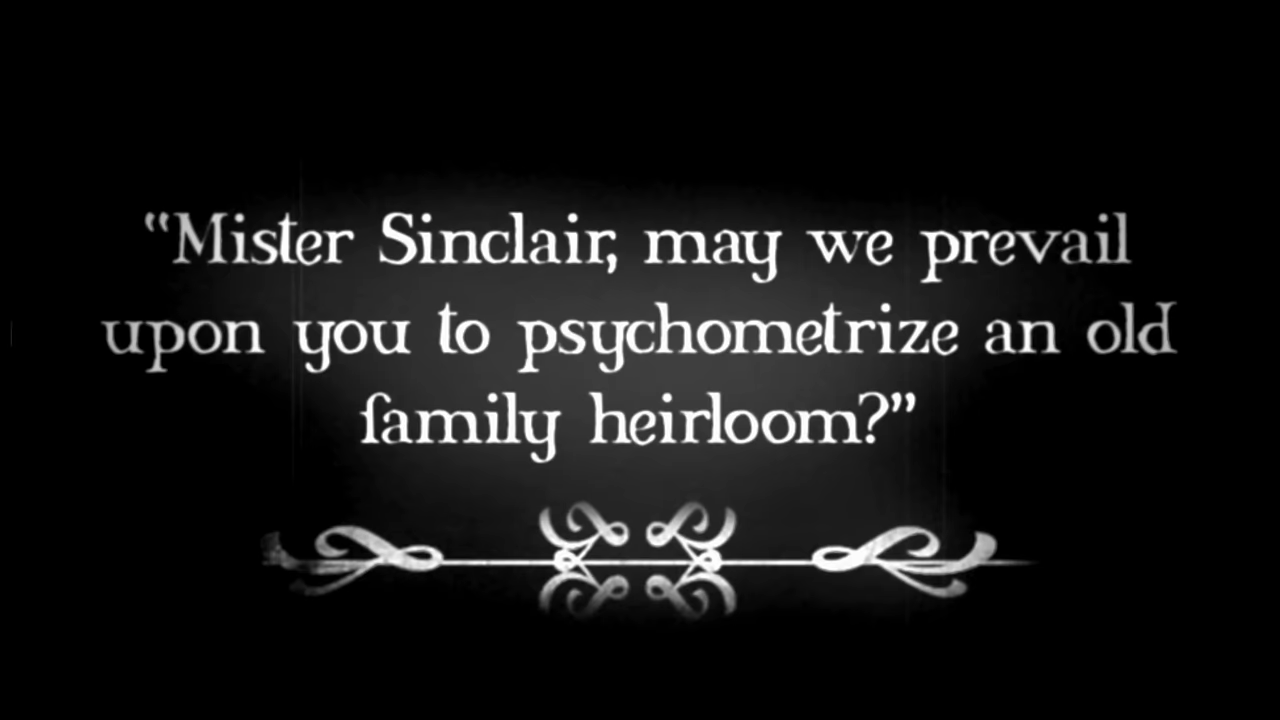 “Mister Sinclair, may we prevail
upon you to psychometrize an old
family heirloom?”